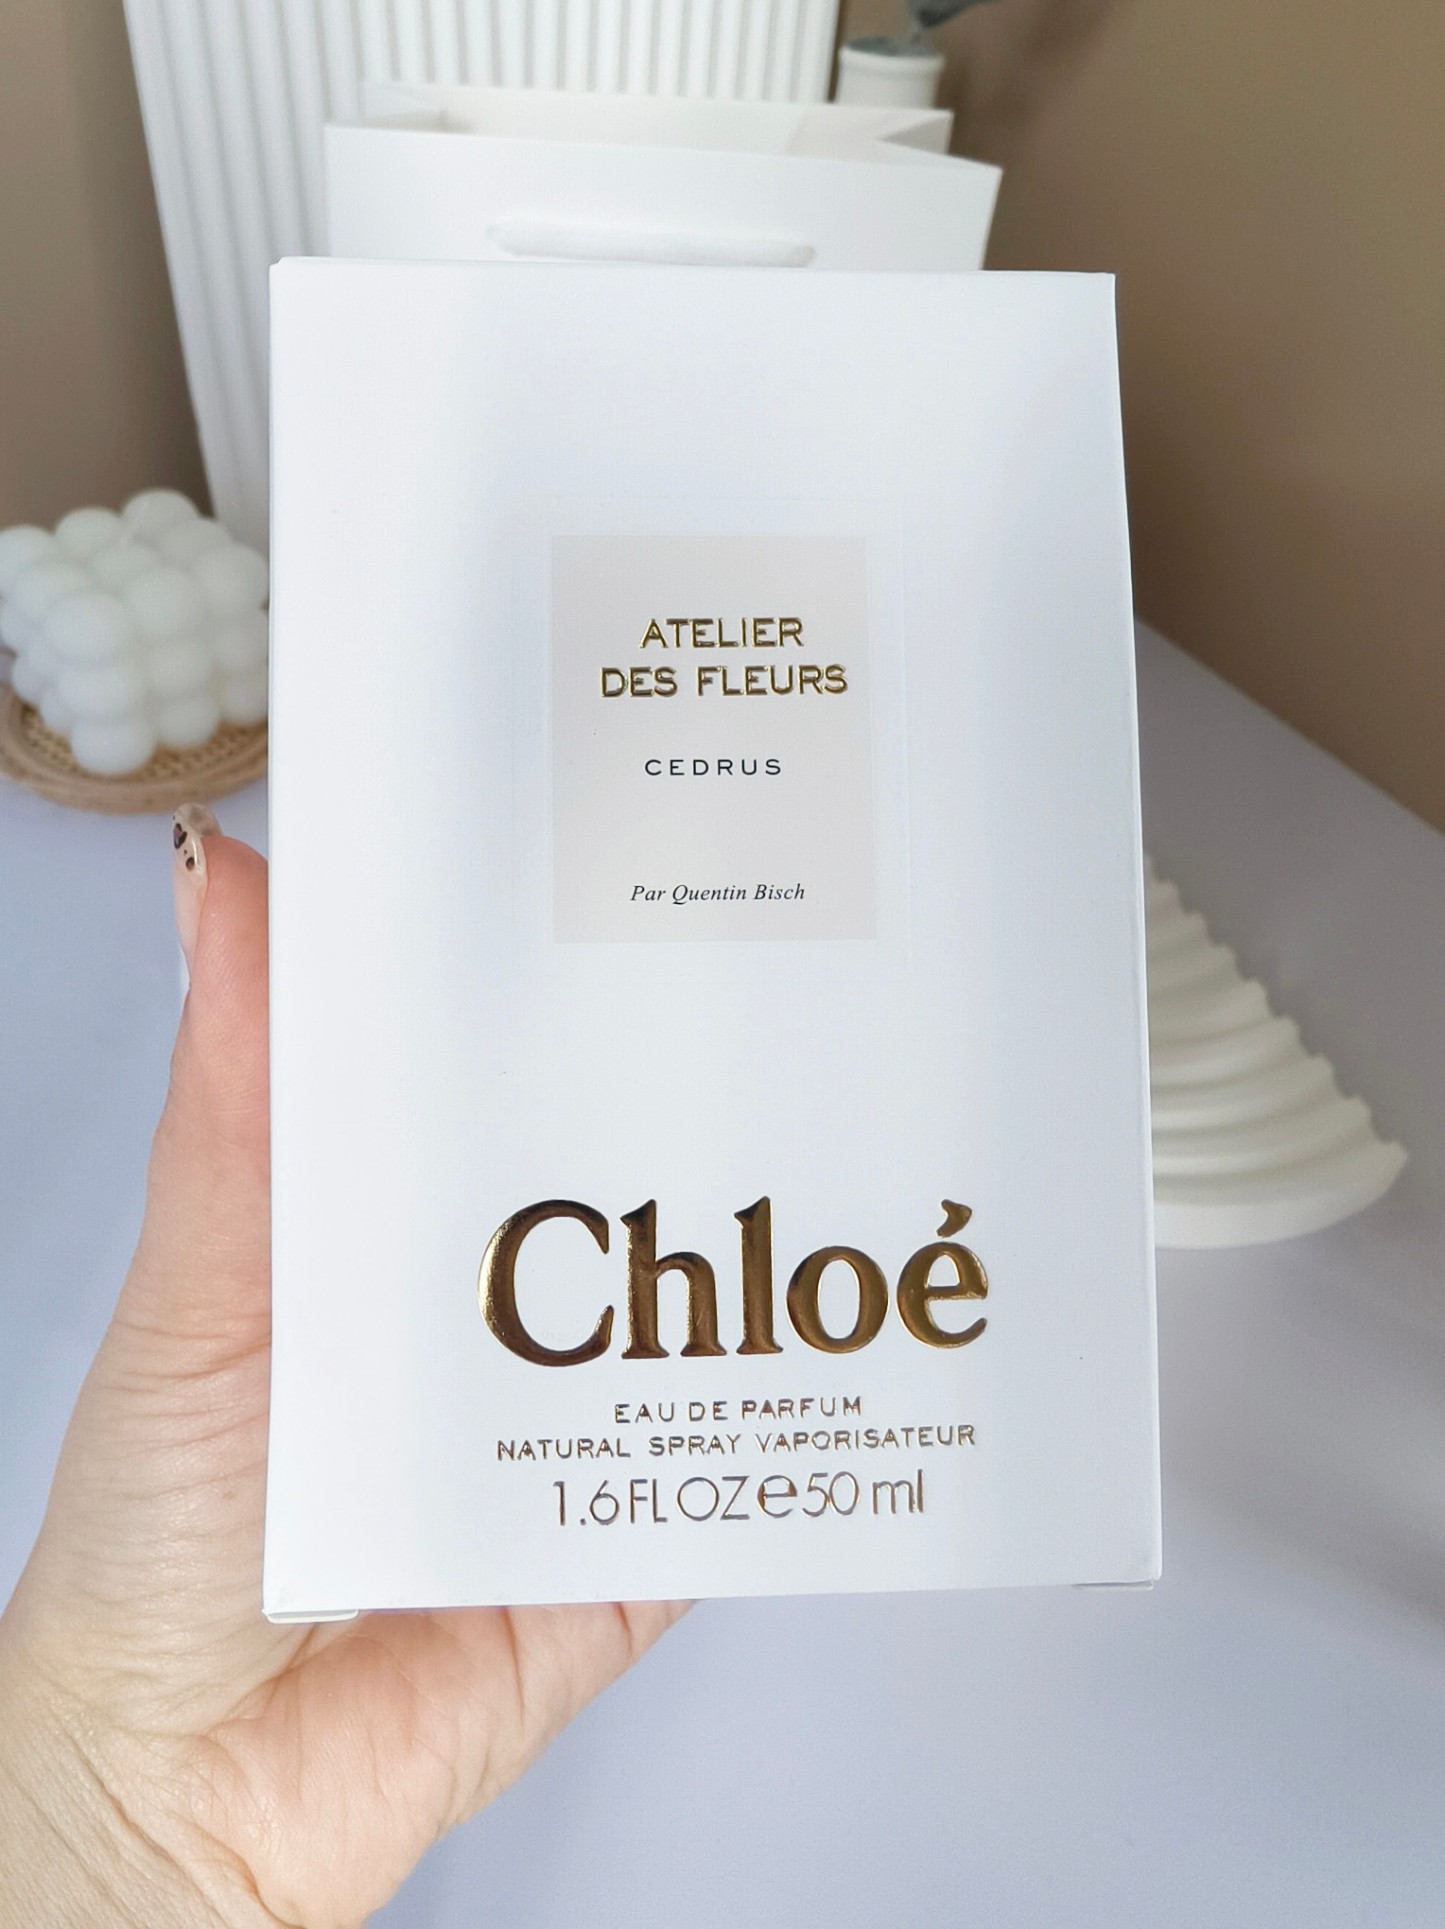 ATELIER
DES FLEURS
CEDRUS
Par Quentin Bisch
Chloé
EAU DE PARFUM
NATURAL SPRAY VAPORISATEUR
1.6 FL OZ ℮ 50 ml